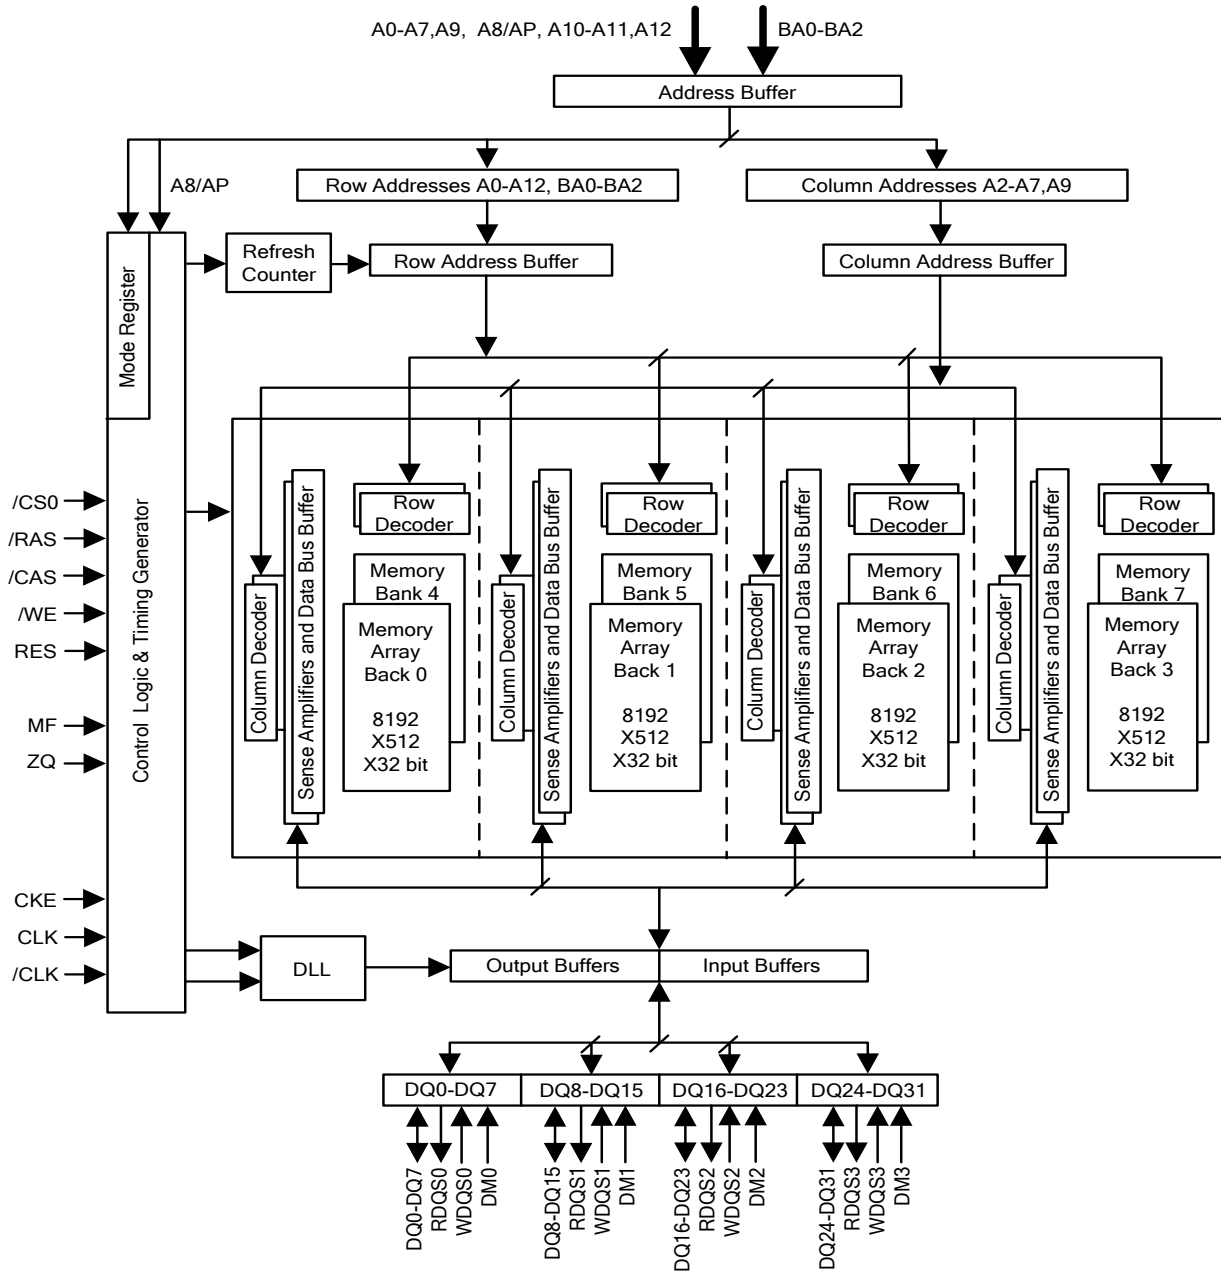 A0-A7,A9, A8/AP, A10-A11,A12
BA0-BA2
Address Buffer
A8/AP
Row Addresses A0-A12, BA0-BA2
Column Addresses A2-A7,A9
Mode Register
Refresh
Counter
Row Address Buffer
Column Address Buffer
Control Logic & Timing Generator
/CS0
/RAS
/CAS
/WE
RES
MF
ZQ
CKE
CLK
/CLK
Column Decoder
Sense Amplifiers and Data Bus Buffer
Row
Decoder
Memory
Bank 4
Memory
Array
Back 0
8192
X512
X32 bit
Column Decoder
Sense Amplifiers and Data Bus Buffer
Row
Decoder
Memory
Bank 5
Memory
Array
Back 1
8192
X512
X32 bit
Column Decoder
Sense Amplifiers and Data Bus Buffer
Row
Decoder
Memory
Bank 6
Memory
Array
Back 2
8192
X512
X32 bit
Column Decoder
Sense Amplifiers and Data Bus Buffer
Row
Decoder
Memory
Bank 7
Memory
Array
Back 3
8192
X512
X32 bit
DLL
Output Buffers
Input Buffers
DQ0-DQ7
DQ8-DQ15
DQ16-DQ23
DQ24-DQ31
DQ0-DQ7
RDQS0
WDQS0
DM0
DQ8-DQ15
RDQS1
WDQS1
DM1
DQ16-DQ23
RDQS2
WDQS2
DM2
DQ24-DQ31
RDQS3
WDQS3
DM3